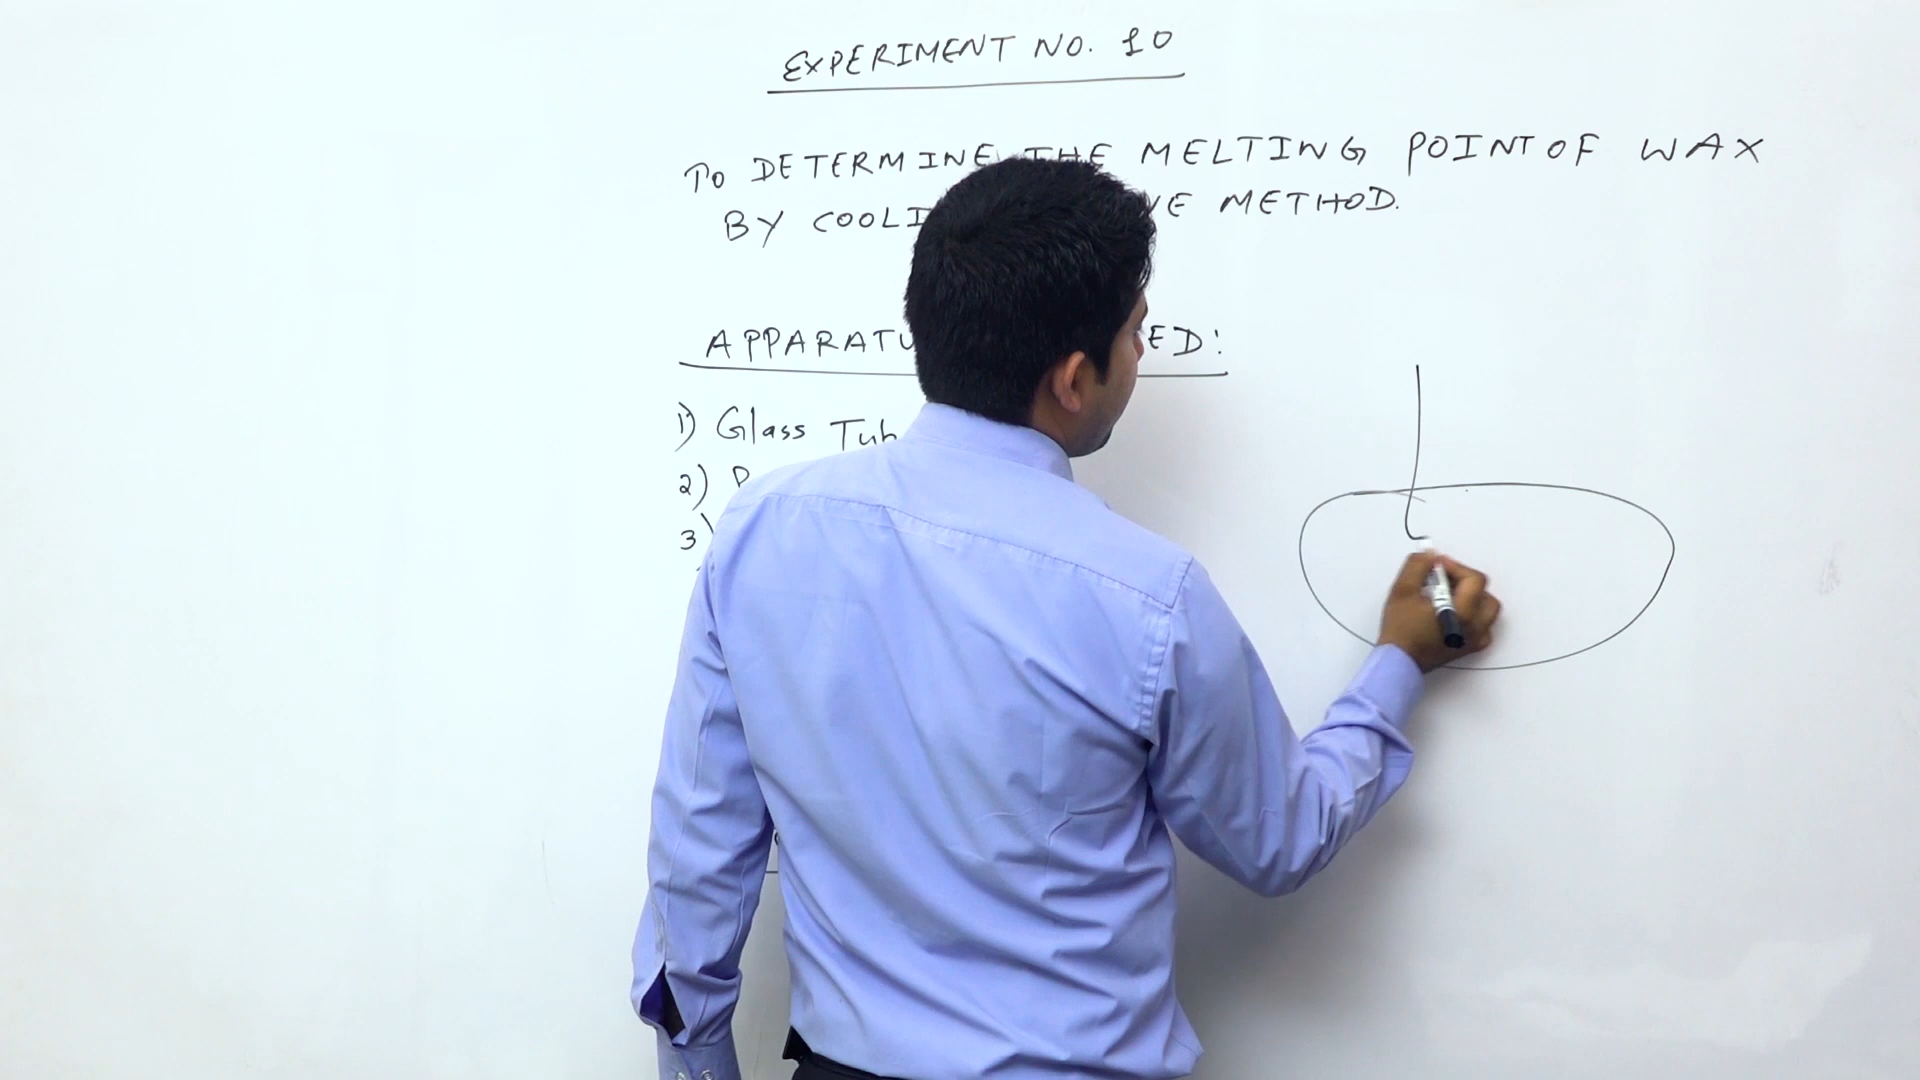 EXPERIMENT NO. 10
TO DETERMINE THE MELTING POINT OF WAX
BY COOLI VE METHOD.
APPARATU ED:
1) Glass Tub
2)
3)